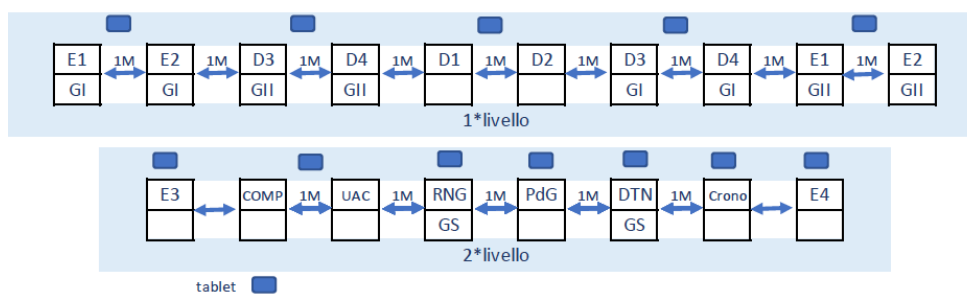 E1 1M E2 1M D3 1M D4 1M D1 1M D2 1M D3 1M D4 1M E1 1M E2
GI GI GII GII GI GI GII GII
1*livello
E3 COMP 1M UAC 1M RNG 1M PdG 1M DTN 1M Crono E4
GS GS
2*livello
tablet